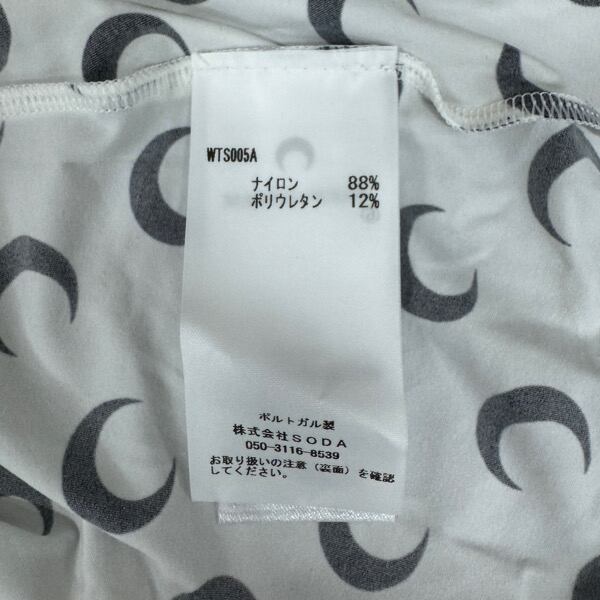 WTS005A
ナイロン 88%
ポリウレタン 12%
ポルトガル製
株式会社SODA
050-3116-8539
お取り扱いの注意（裏面）を確認
してください。